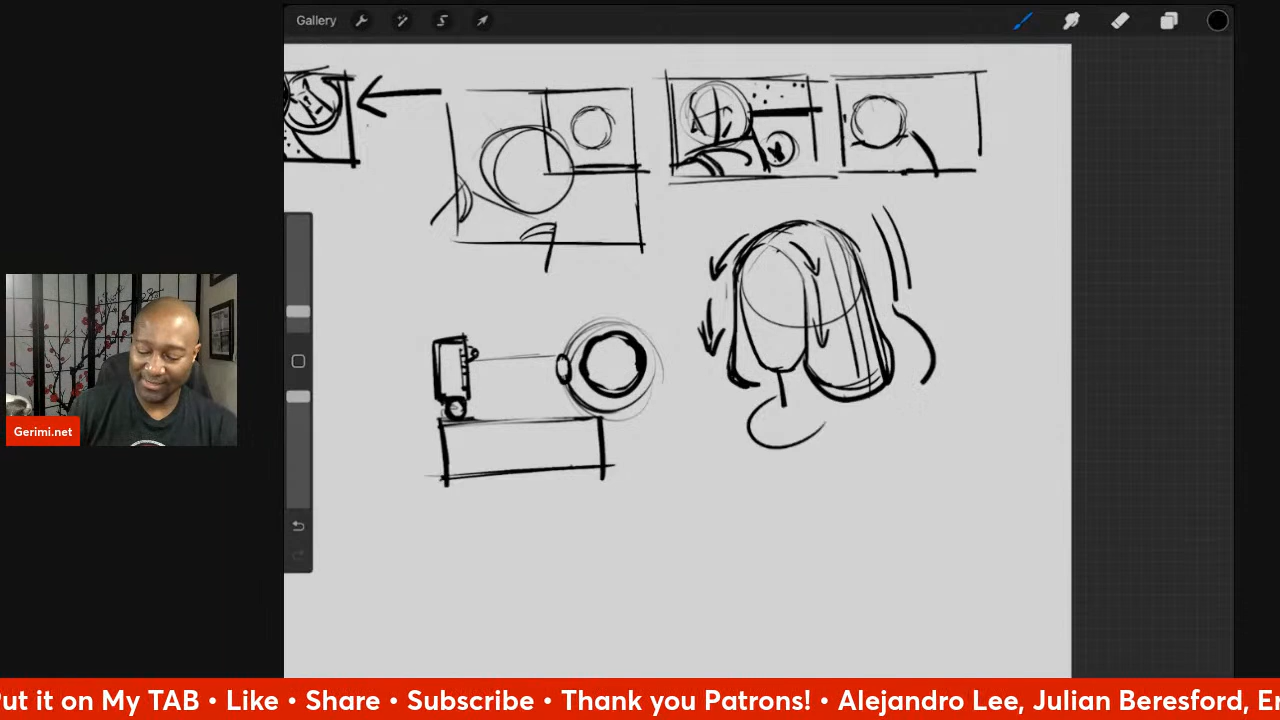 Gallery
Gerimi.net
ut it on My TAB • Like • Share • Subscribe • Thank you Patrons! • Alejandro Lee, Julian Beresford, E